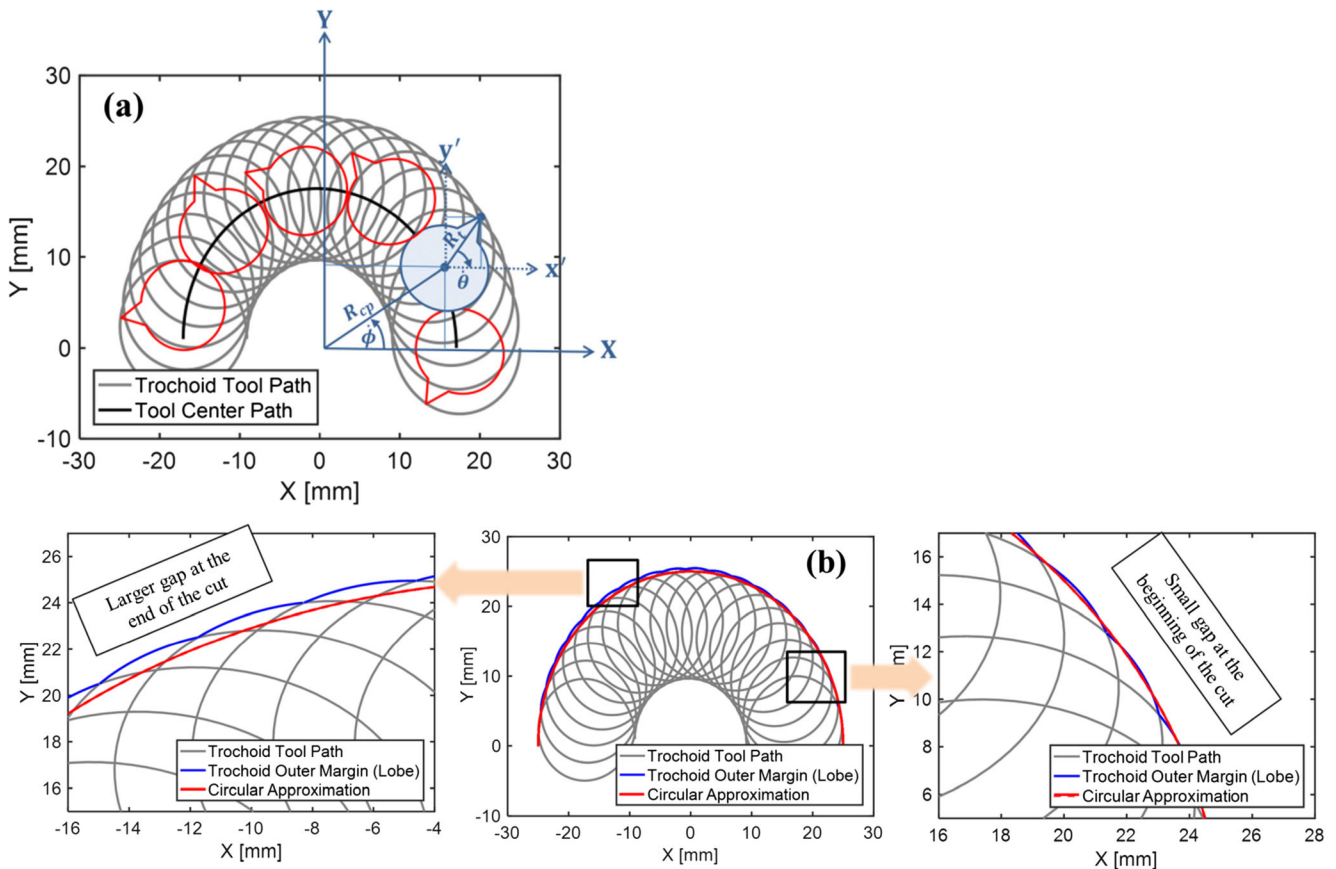 Y
(a)
30
20
10
0
-10
Y [mm]
y′
x′
R_t
θ̇
R_cp
ϕ̇
X
Trochoid Tool Path
Tool Center Path
-30 -20 -10 0 10 20 30
X [mm]
26
24
22
20
18
16
Y [mm]
Larger gap at the
end of the cut
Trochoid Tool Path
Trochoid Outer Margin (Lobe)
Circular Approximation
-16 -14 -12 -10 -8 -6 -4
X [mm]
30
20
10
0
-10
(b)
Trochoid Tool Path
Trochoid Outer Margin (Lobe)
Circular Approximation
-30 -20 -10 0 10 20 30
X [mm]
16
14
12
10
8
6
Small gap at the
beginning of the cut
Trochoid Tool Path
Trochoid Outer Margin (Lobe)
Circular Approximation
16 18 20 22 24 26 28
X [mm]